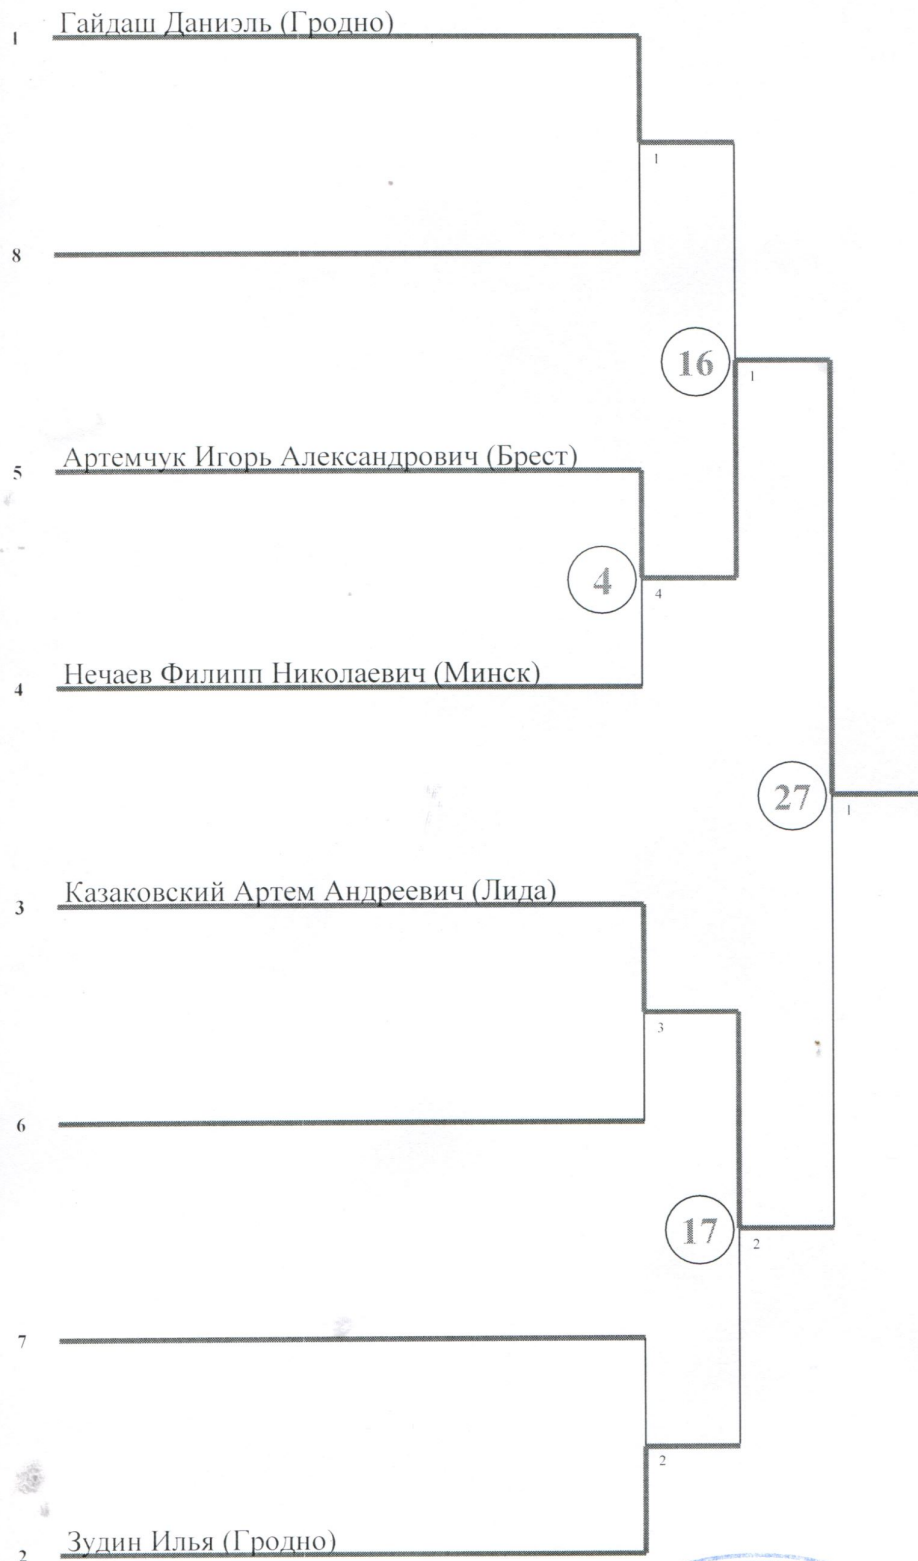 1 Гайдаш Даниэль (Гродно)
1
8
16
1
5 Артемчук Игорь Александрович (Брест)
4
4
4 Нечаев Филипп Николаевич (Минск)
27
1
3 Казаковский Артем Андреевич (Лида)
3
6
17
2
7
2
2 Зудин Илья (Гродно)